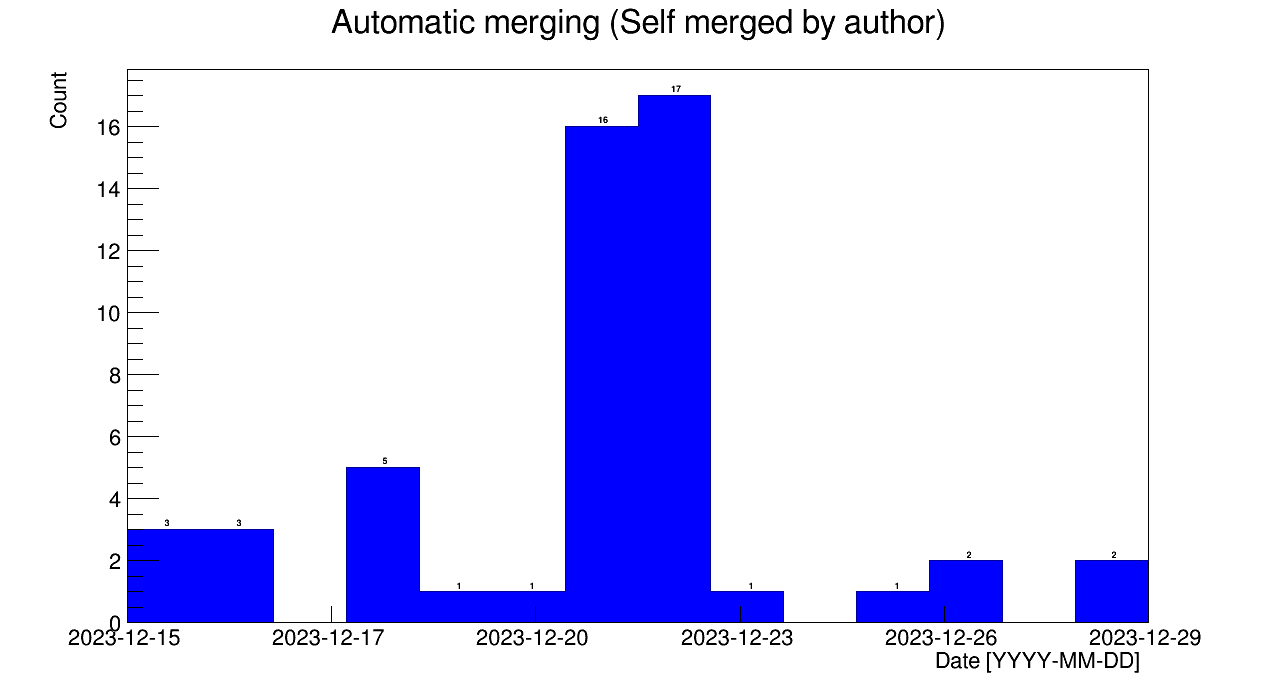 Automatic merging (Self merged by author)
Count
17
16
16
14
12
10
8
6
5
4
3 3
2
2 2
1 1 1 1
0
2023-12-15 2023-12-17 2023-12-20 2023-12-23 2023-12-26 2023-12-29
Date [YYYY-MM-DD]